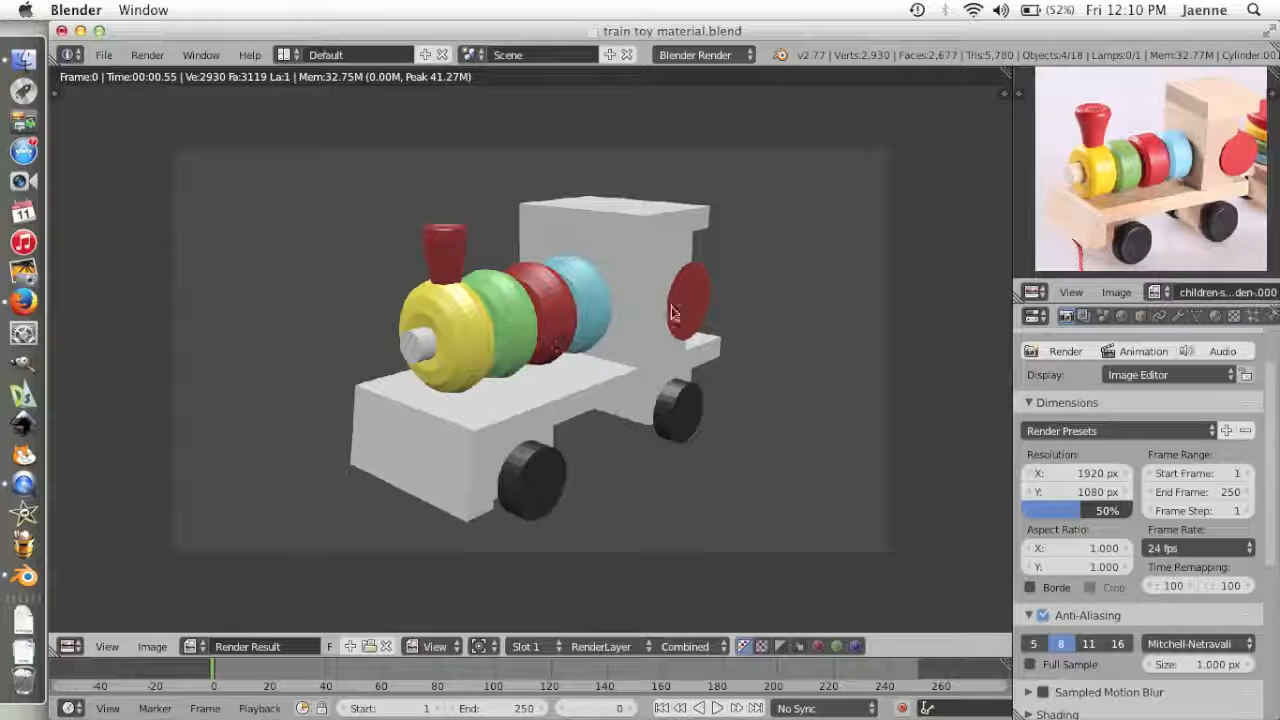 Blender Window (52%) Fri 12:10 PM Jaenne
train toy material.blend
File Render Window Help Default Scene Blender Render v2.77 | Verts:2,930 | Faces:2,677 | Tris:5,780 | Objects:4/18 | Lamps:0/1 | Mem:32.77M | Cylinder.00
Frame:0 | Time:00:00.55 | Ve:2930 Fa:3119 La:1 | Mem:32.75M (0.00M, Peak 41.27M)
View Image children-s...den-.000
Render Animation Audio
Display: Image Editor
Dimensions
Render Presets
Resolution: Frame Range:
X: 1920 px Start Frame: 1
Y: 1080 px End Frame: 250
50% Frame Step: 1
Aspect Ratio: Frame Rate:
X: 1.000 24 fps
Y: 1.000 Time Remapping:
Borde Crop 100 100
Anti-Aliasing
5 8 11 16 Mitchell-Netravali
Full Sample Size: 1.000 px
Sampled Motion Blur
Shading
View Image Render Result F View Slot 1 RenderLayer Combined
-40 -20 0 20 40 60 80 100 120 140 160 180 200 220 240 260
View Marker Frame Playback Start: 1 End: 250 0 No Sync
11